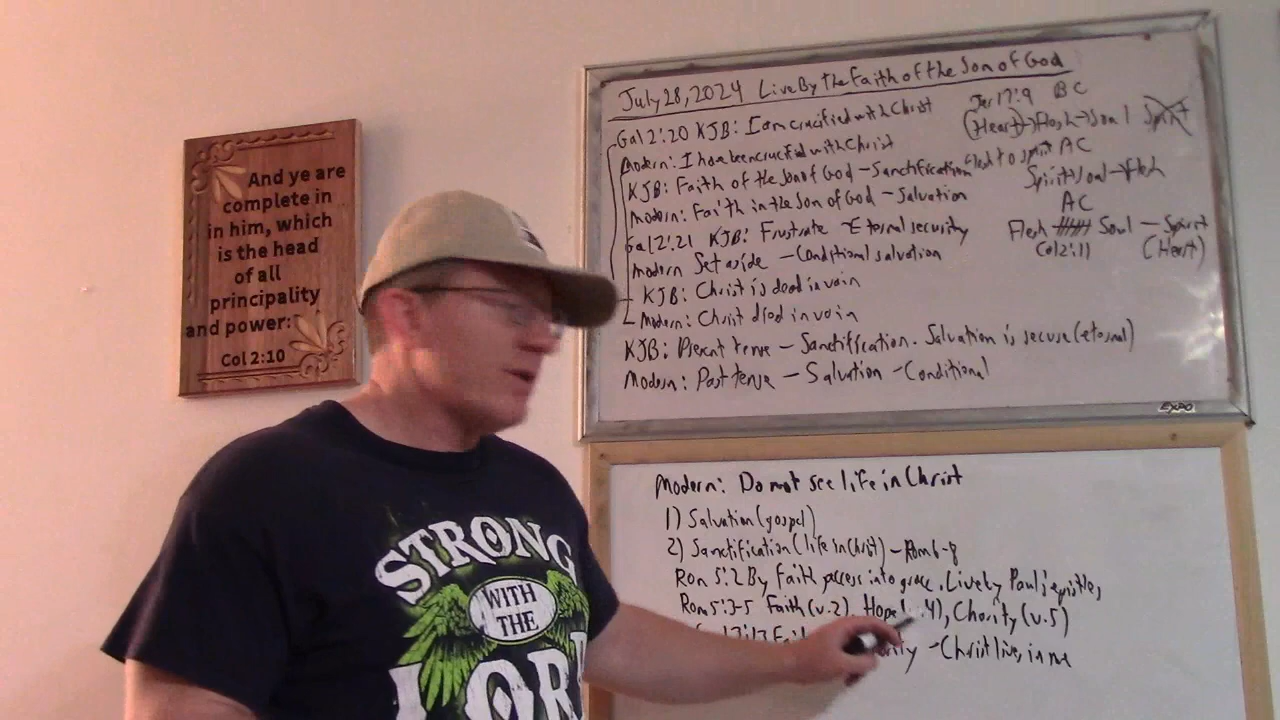 And ye are
complete in
in him, which
is the head
of all
principality
and power:
Col 2:10
STRONG
WITH
THE
LOR
July 28, 2024 Live By the Faith of the Son of God
Gal 2:20 KJB: I am crucified with Christ
Modern: I have been crucified with Christ
KJB: Faith of the Son of God - Sanctification flesh to spirit
Modern: Faith in the Son of God - Salvation
Gal 2:21 KJB: Frustrate - Eternal security
Modern Set aside - Conditional salvation
KJB: Christ is dead in vain
Modern: Christ died in vain
KJB: Present tense - Sanctification. Salvation is secure (eternal)
Modern: Past tense - Salvation - Conditional
Jer 17:9 BC
(Heart) → Flesh → Soul Spirit
AC
Spirit → Soul → Flesh
AC
Flesh Soul - Spirit
Col 2:11 (Heart)
EXPO
Modern: Do not see life in Christ
1) Salvation (gospel)
2) Sanctification (life in Christ) - Rom 6-8
Rom 5:2 By faith access into grace. Live by Paul's epistles
Rom 5:3-5 Faith (v.2) Hope 4), Charity (v.5)
- Christ lives in me